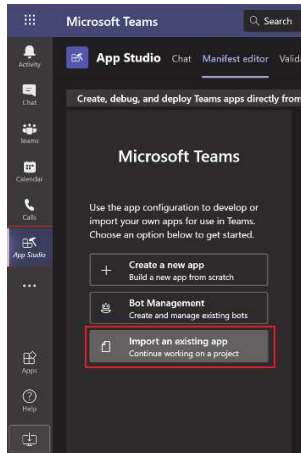 Microsoft Teams
Search
Activity
Chat
Teams
Calendar
Calls
App Studio
Apps
Help
App Studio Chat Manifest editor Valid
Create, debug, and deploy Teams apps directly from
Microsoft Teams
Use the app configuration to develop or
import your own apps for use in Teams.
Choose an option below to get started.
Create a new app
Build a new app from scratch
Bot Management
Create and manage existing bots
Import an existing app
Continue working on a project